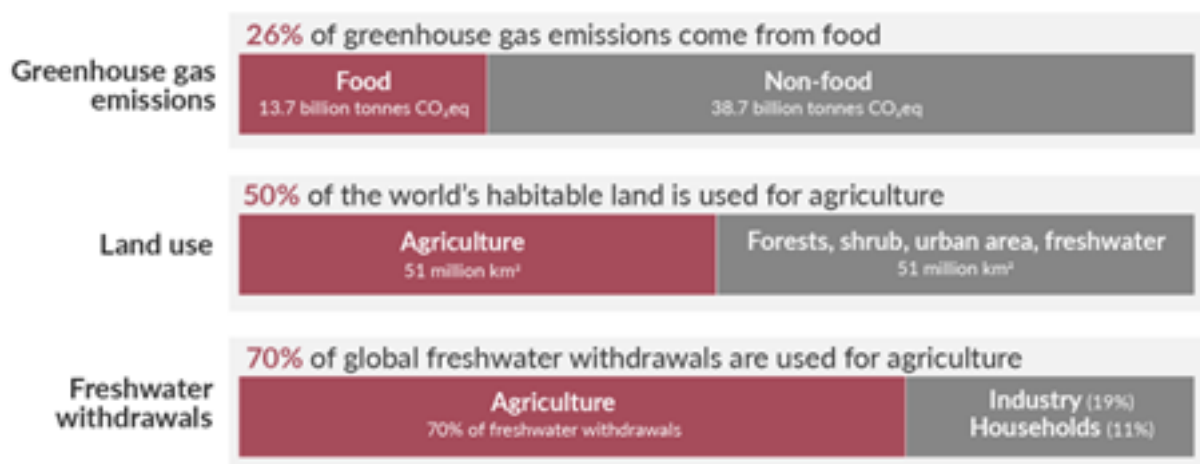 26% of greenhouse gas emissions come from food
Greenhouse gas
emissions
Food
13.7 billion tonnes CO₂eq
Non-food
38.7 billion tonnes CO₂eq
50% of the world's habitable land is used for agriculture
Land use
Agriculture
51 million km²
Forests, shrub, urban area, freshwater
51 million km²
70% of global freshwater withdrawals are used for agriculture
Freshwater
withdrawals
Agriculture
70% of freshwater withdrawals
Industry (19%)
Households (11%)